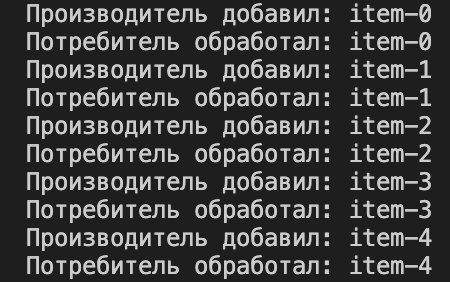 Производитель добавил: item-0
Потребитель обработал: item-0
Производитель добавил: item-1
Потребитель обработал: item-1
Производитель добавил: item-2
Потребитель обработал: item-2
Производитель добавил: item-3
Потребитель обработал: item-3
Производитель добавил: item-4
Потребитель обработал: item-4